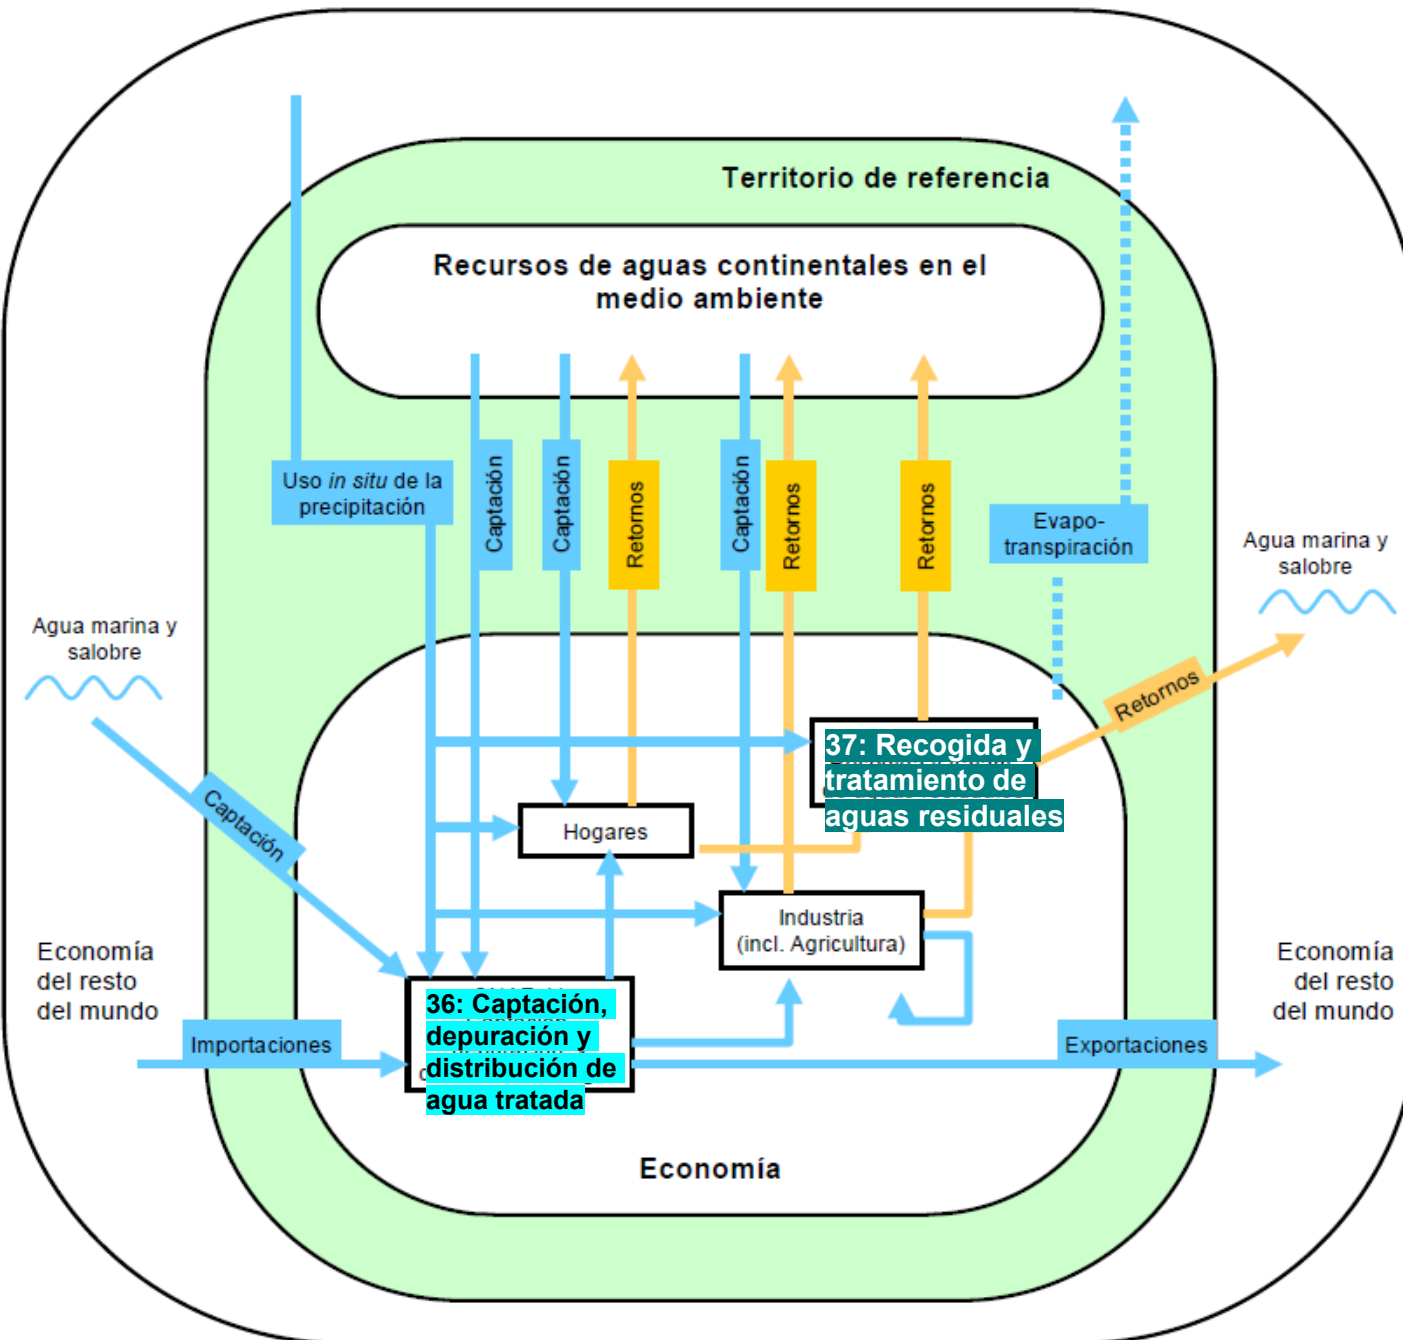 Territorio de referencia
Recursos de aguas continentales en el
medio ambiente
Uso in situ de la
precipitación
Captación
Captación
Retornos
Captación
Retornos
Retornos
Evapo-
transpiración
Agua marina y
salobre
Agua marina y
salobre
Retornos
Captación
37: Recogida y
tratamiento de
aguas residuales
Hogares
Industria
(incl. Agricultura)
Economía
del resto
del mundo
Economía
del resto
del mundo
36: Captación,
depuración y
distribución de
agua tratada
Importaciones
Exportaciones
Economía